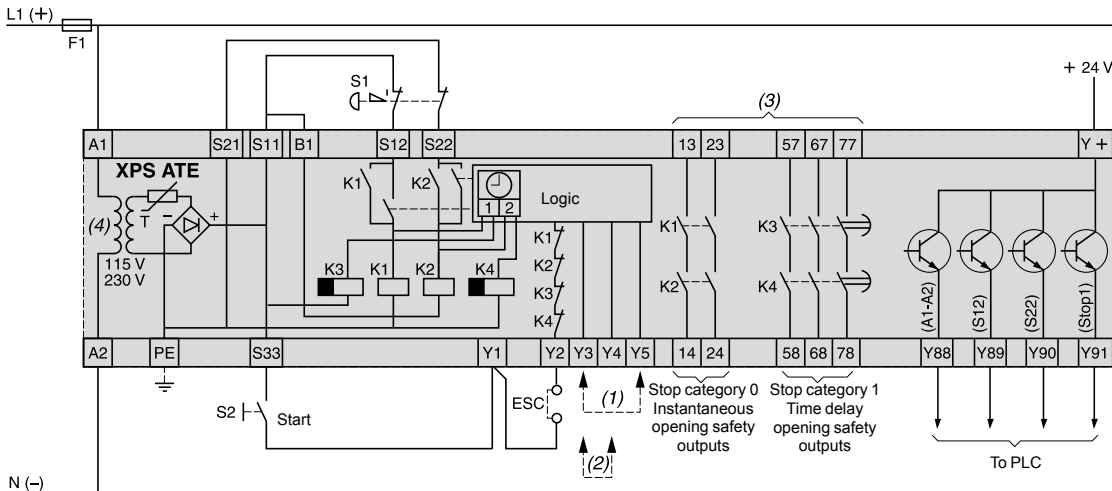 L1 (+)
F1
S1
(3)
+ 24 V
A1 S21 S11 B1 S12 S22 13 23 57 67 77 Y +
XPS ATE
K1 K2 Logic
1 2
(4) T − +
115 V
230 V
K3 K1 K2 K4
K1
K2
K3
K4
K1 K3
K2 K4
(A1-A2) (S12) (S22) (Stop1)
A2 PE S33 Y1 Y2 Y3 Y4 Y5 14 24 58 68 78 Y88 Y89 Y90 Y91
S2 Start
ESC
(1)
(2)
Stop category 0
Instantaneous
opening safety
outputs
Stop category 1
Time delay
opening safety
outputs
To PLC
N (–)